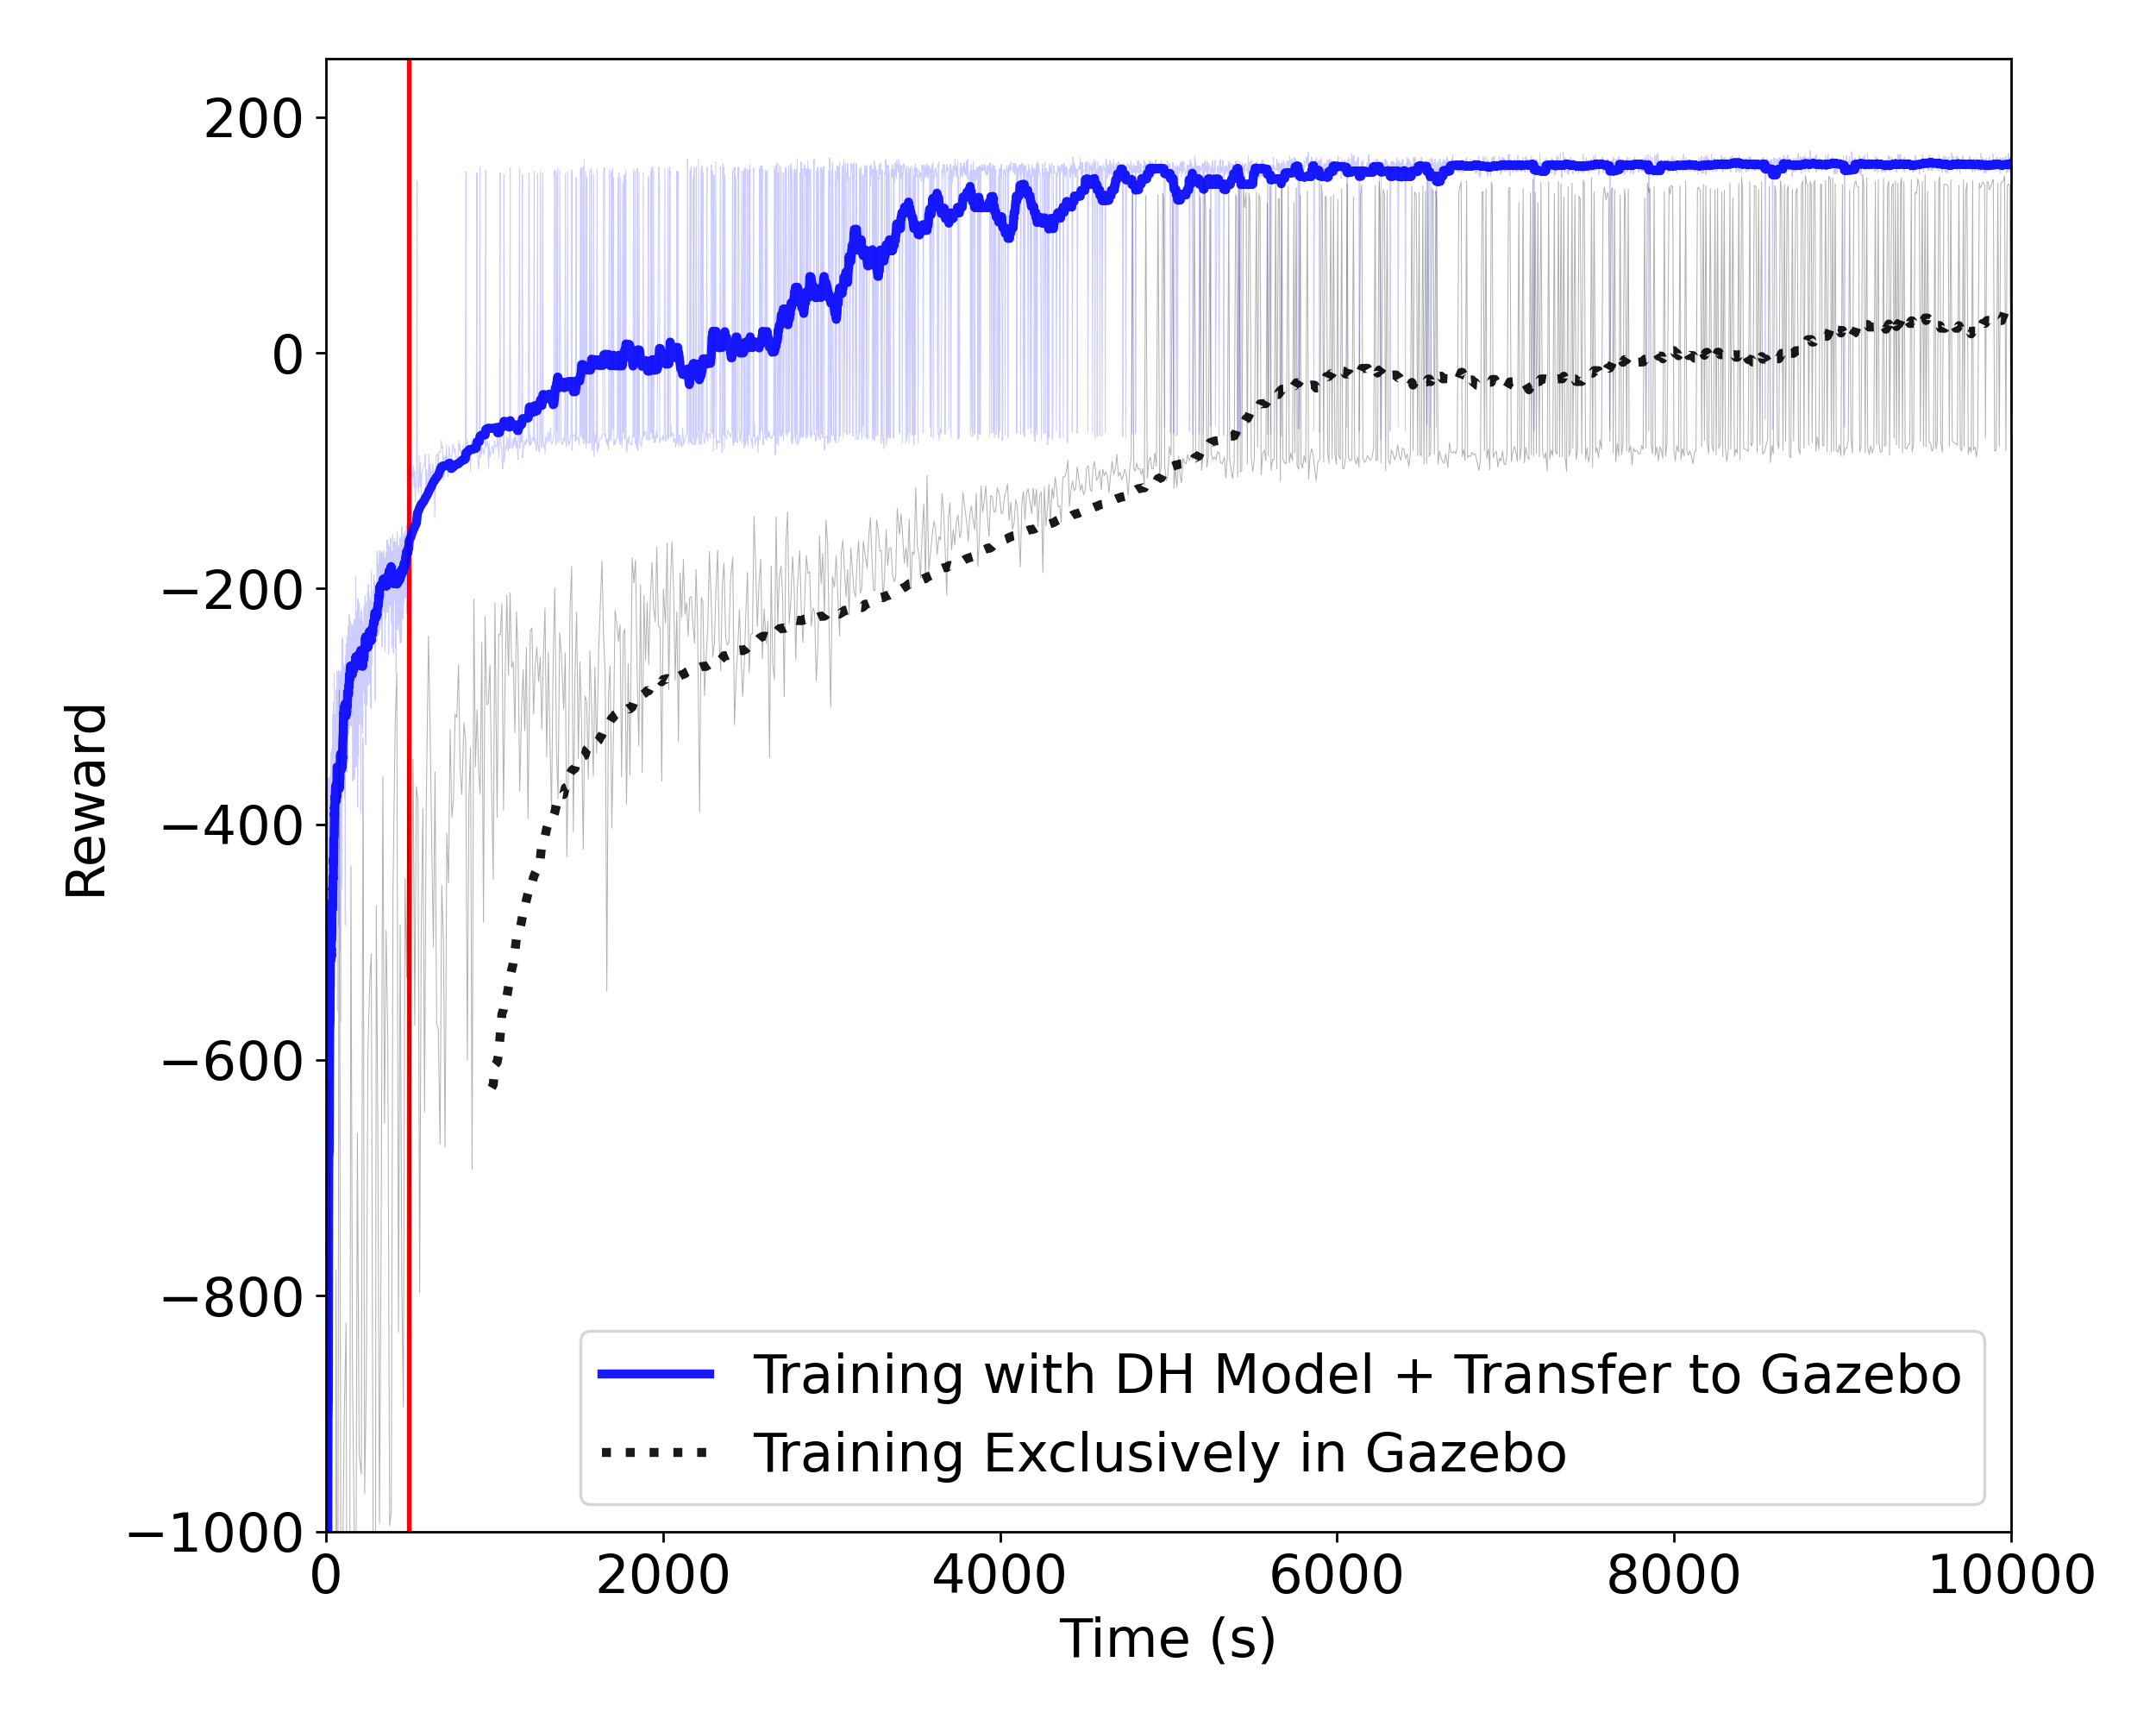 200
0
−200
−400
−600
−800
−1000
Reward
0 2000 4000 6000 8000 10000
Time (s)
Training with DH Model + Transfer to Gazebo
Training Exclusively in Gazebo